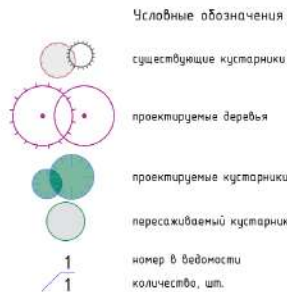 Условные обозначения
существующие кустарники
проектируемые деревья
проектируемые кустарники
пересаживаемый кустарник
1 номер в ведомости
1 количество, шт.